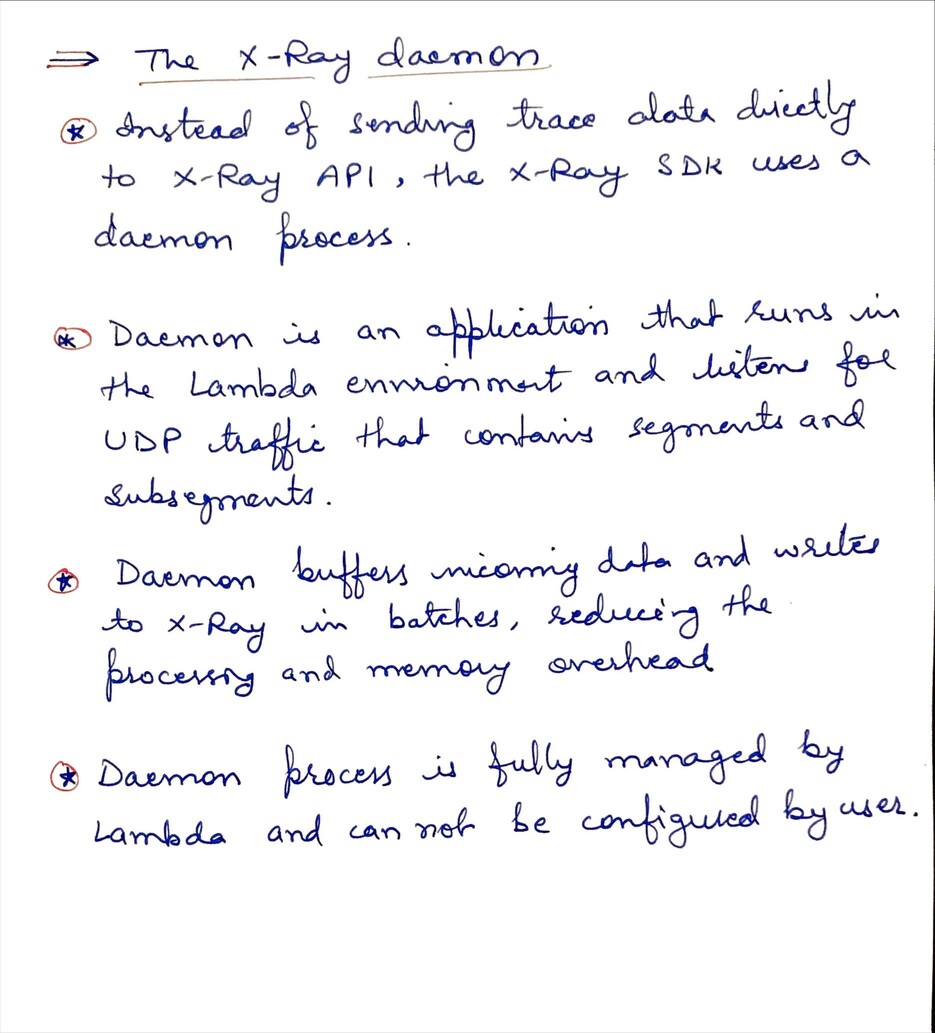 ⇒ The X-Ray daemon
⍟ Instead of sending trace data directly
to X-Ray API, the X-Ray SDK uses a
daemon process.
⍟ Daemon is an application that runs in
the Lambda environment and listens for
UDP traffic that contains segments and
subsegments.
⍟ Daemon buffers incoming data and writes
to X-Ray in batches, reducing the
processing and memory overhead
⍟ Daemon process is fully managed by
Lambda and can not be configured by user.